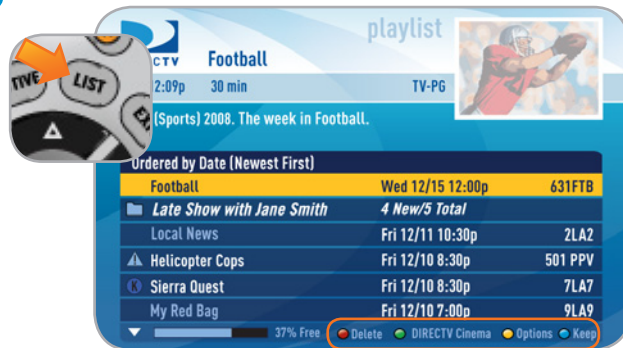 playlist
CTV
Football
2:09p 30 min TV-PG
(Sports) 2008. The week in Football.
Ordered by Date (Newest First)
Football Wed 12/15 12:00p 631FTB
Late Show with Jane Smith 4 New/5 Total
Local News Fri 12/11 10:30p 2LA2
Helicopter Cops Fri 12/10 8:30p 501 PPV
K Sierra Quest Fri 12/10 8:30p 7LA7
My Red Bag Fri 12/10 7:00p 9LA9
37% Free Delete DIRECTV Cinema Options Keep
TIVE LIST EX